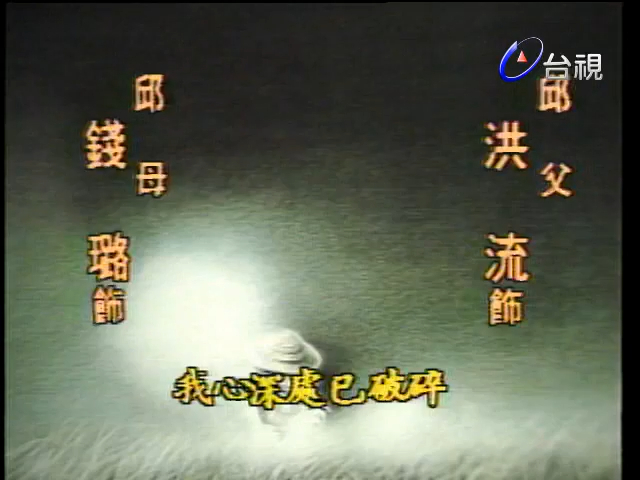 台視
邱父
洪流飾
邱母
錢璐飾
我心深處已破碎